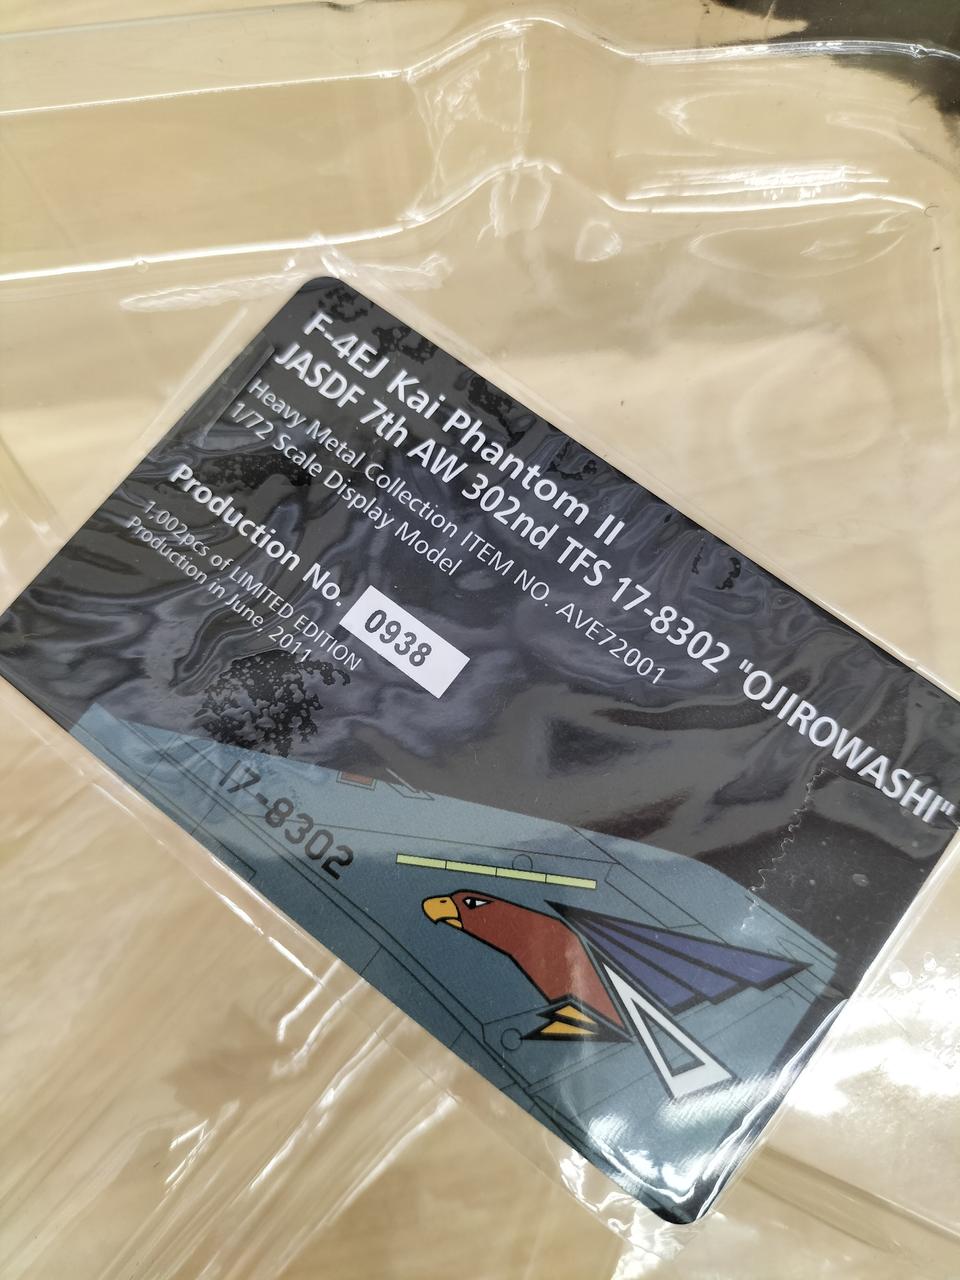 F-4EJ Kai Phantom II
JASDF 7th AW 302nd TFS 17-8302 "OJIROWASHI"
Heavy Metal Collection ITEM NO. AVE72001
1/72 Scale Display Model
Production No. 0938
1,002pcs of LIMITED EDITION
Production in June, 2011
17-8302